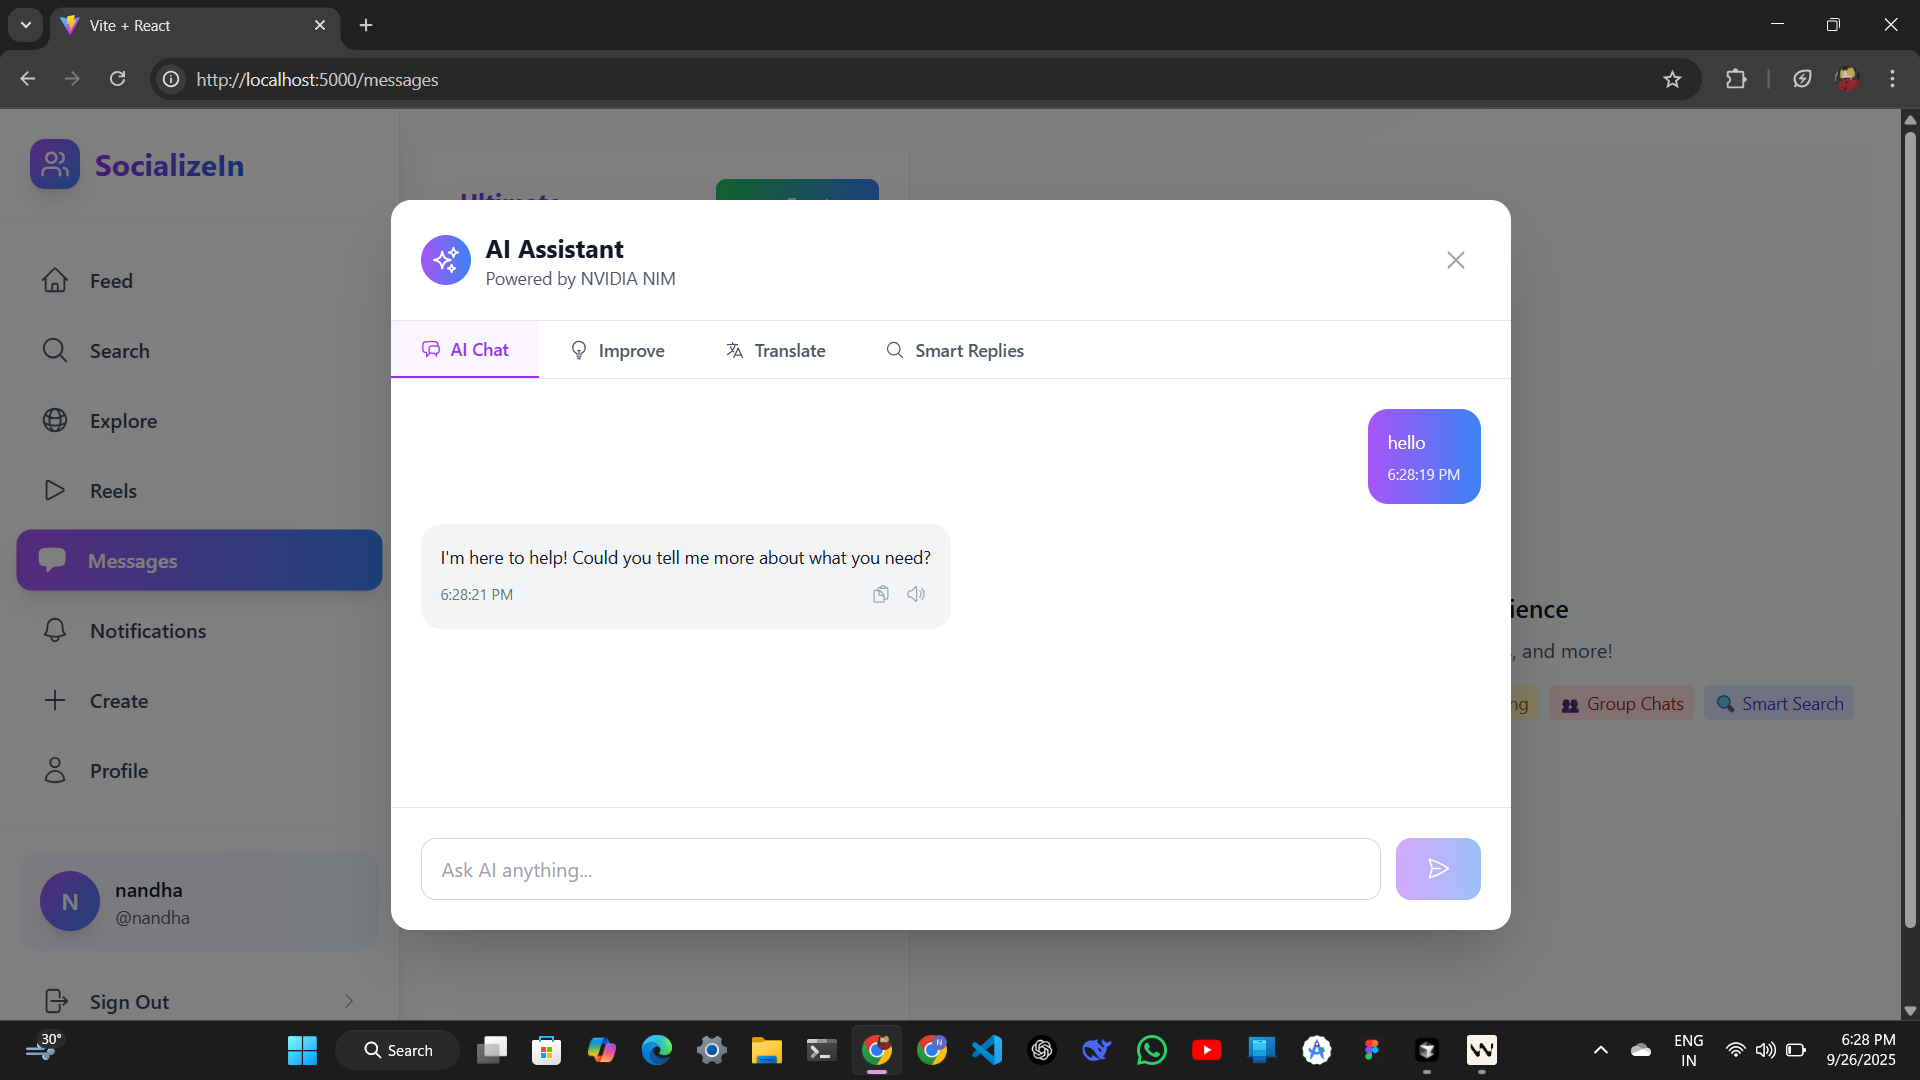 Vite + React
http://localhost:5000/messages
SocializeIn
Feed
Search
Explore
Reels
Messages
Notifications
Create
Profile
N
nandha
@nandha
Sign Out
AI Assistant
Powered by NVIDIA NIM
AI Chat
Improve
Translate
Smart Replies
hello
6:28:19 PM
I'm here to help! Could you tell me more about what you need?
6:28:21 PM
Ask AI anything...
ience
, and more!
ng
Group Chats
Smart Search
30°
Search
ENG
IN
6:28 PM
9/26/2025